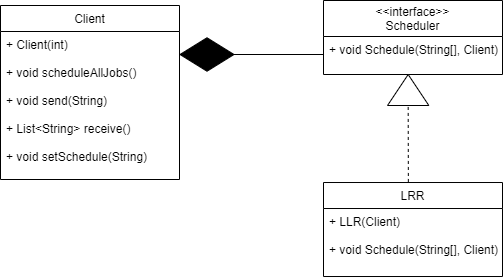 Client
+ Client(int)
+ void scheduleAllJobs()
+ void send(String)
+ List<String> receive()
+ void setSchedule(String)
<<interface>>
Scheduler
+ void Schedule(String[], Client)
LRR
+ LLR(Client)
+ void Schedule(String[], Client)